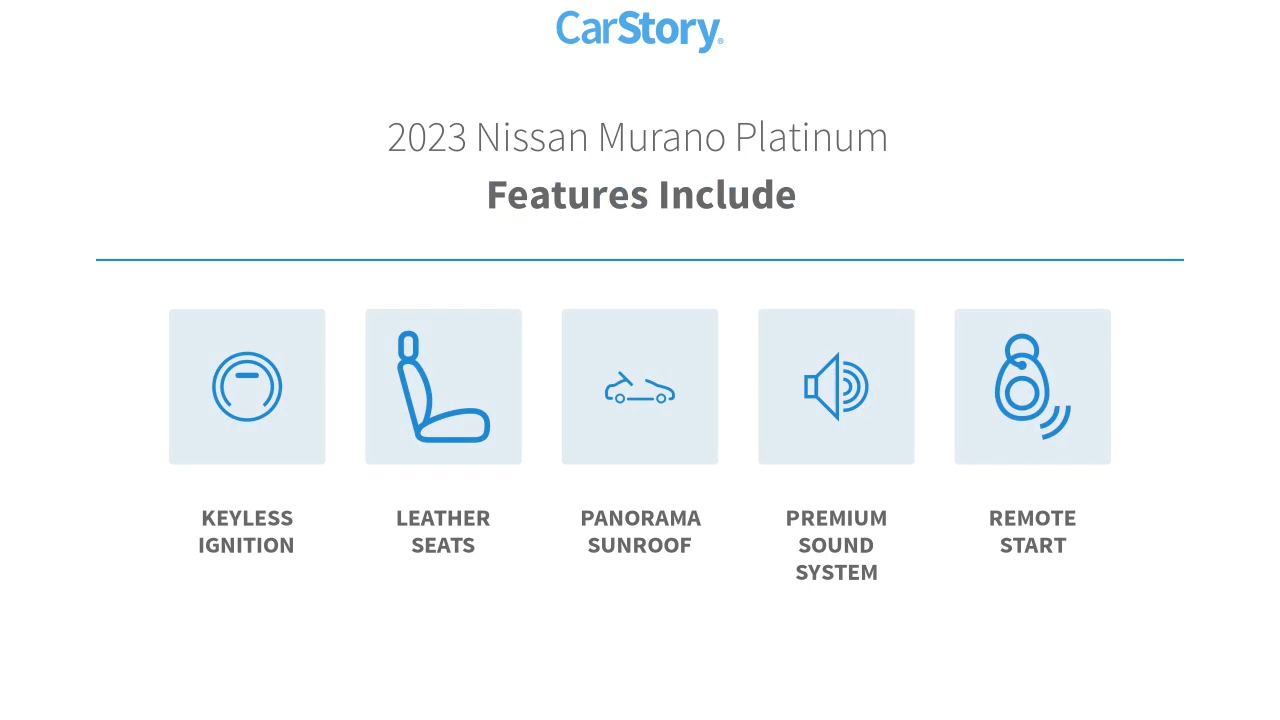 CarStory®
2023 Nissan Murano Platinum
Features Include
KEYLESS
IGNITION
LEATHER
SEATS
PANORAMA
SUNROOF
PREMIUM
SOUND
SYSTEM
REMOTE
START